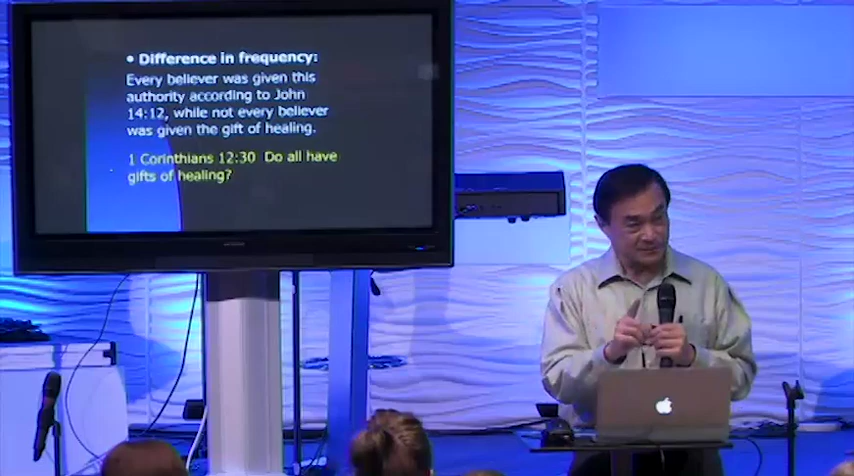 • Difference in frequency:
Every believer was given this
authority according to John
14:12, while not every believer
was given the gift of healing.
1 Corinthians 12:30 Do all have
gifts of healing?